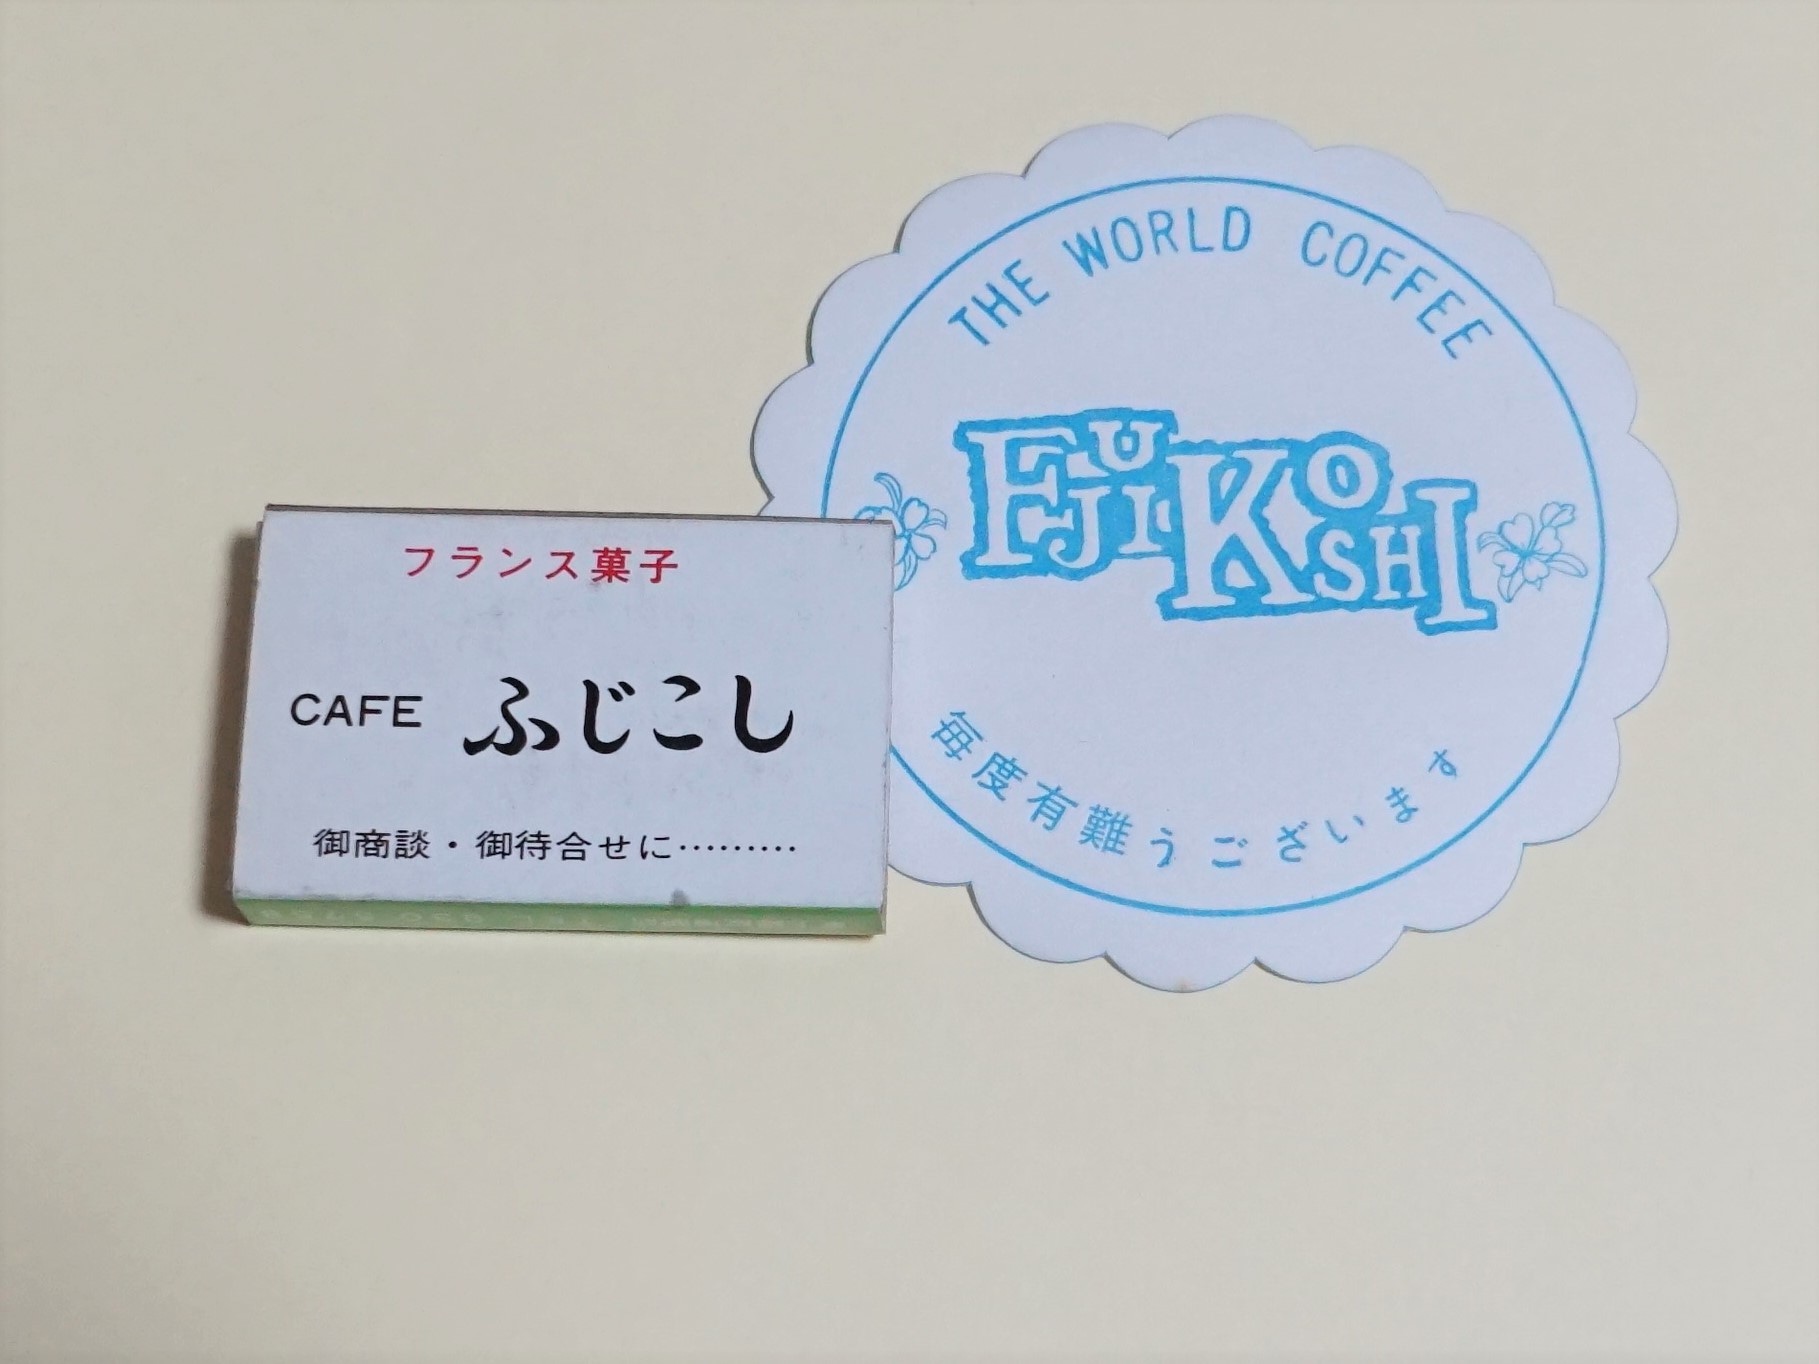 フランス菓子
CAFE ふじこし
御商談・御待合せに………
THE WORLD COFFEE
FUJIKOSHI
毎度有難うございます